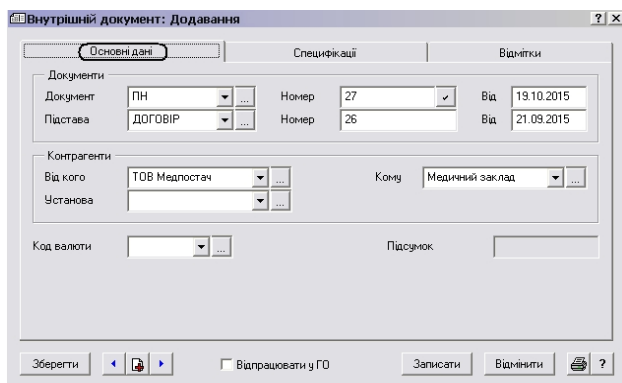 Внутрішній документ: Додавання ? x
Основні дані Специфікації Відмітки
Документи
Документ ПН ... Номер 27 Від 19.10.2015
Підстава ДОГОВІР ... Номер 26 Від 21.09.2015
Контрагенти
Від кого ТОВ Медпостач ... Кому Медичний заклад ...
Установа ...
Код валюти ... Підсумок
Зберегти Відпрацювати у ГО Записати Відмінити ?